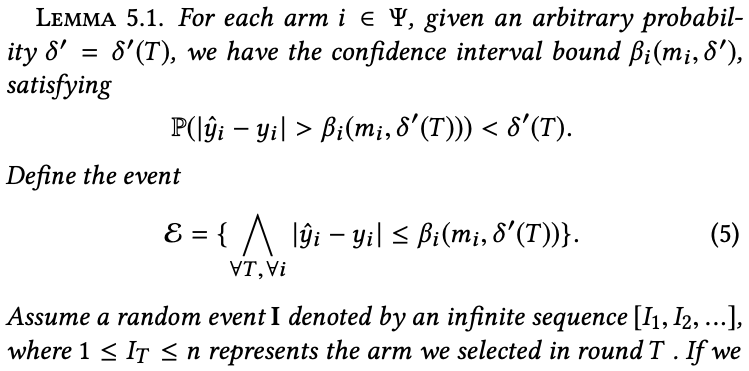 LEMMA 5.1. For each arm i ∈ Ψ, given an arbitrary probabil-
ity δ′ = δ′(T), we have the confidence interval bound βᵢ(mᵢ, δ′),
satisfying
ℙ(|ŷᵢ − yᵢ| > βᵢ(mᵢ, δ′(T))) < δ′(T).
Define the event
ℰ = { ⋀ |ŷᵢ − yᵢ| ≤ βᵢ(mᵢ, δ′(T))}. (5)
∀T,∀i
Assume a random event I denoted by an infinite sequence [I₁, I₂, ...],
where 1 ≤ I_T ≤ n represents the arm we selected in round T . If we